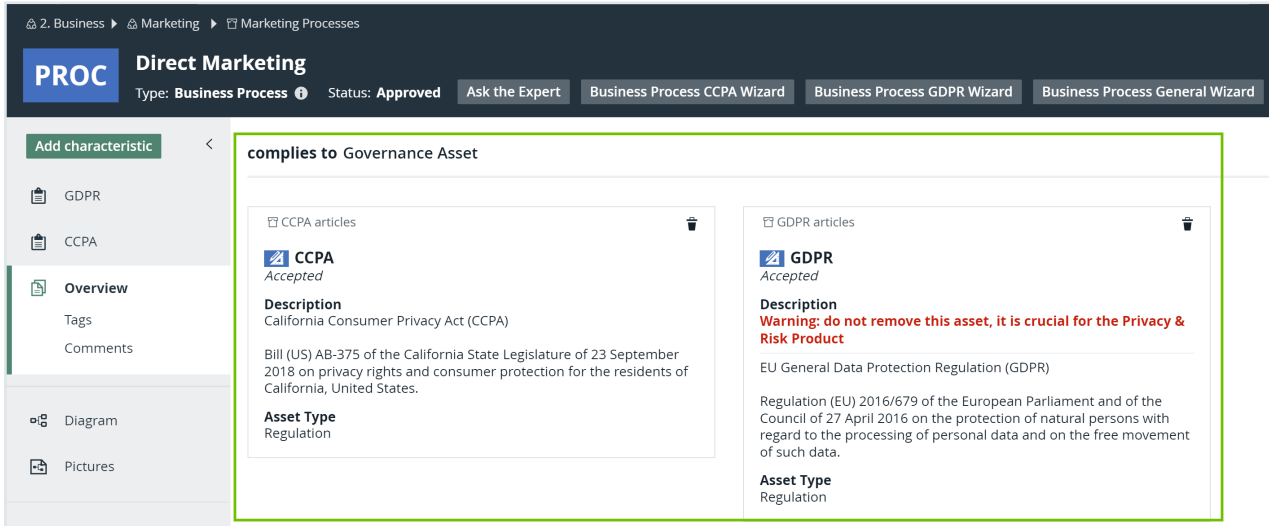 2. Business Marketing Marketing Processes
PROC
Direct Marketing
Type: Business Process Status: Approved Ask the Expert Business Process CCPA Wizard Business Process GDPR Wizard Business Process General Wizard
Add characteristic
GDPR
CCPA
Overview
Tags
Comments
Diagram
Pictures
complies to Governance Asset
CCPA articles
CCPA
Accepted
Description
California Consumer Privacy Act (CCPA)
Bill (US) AB-375 of the California State Legislature of 23 September
2018 on privacy rights and consumer protection for the residents of
California, United States.
Asset Type
Regulation
GDPR articles
GDPR
Accepted
Description
Warning: do not remove this asset, it is crucial for the Privacy &
Risk Product
EU General Data Protection Regulation (GDPR)
Regulation (EU) 2016/679 of the European Parliament and of the
Council of 27 April 2016 on the protection of natural persons with
regard to the processing of personal data and on the free movement
of such data.
Asset Type
Regulation